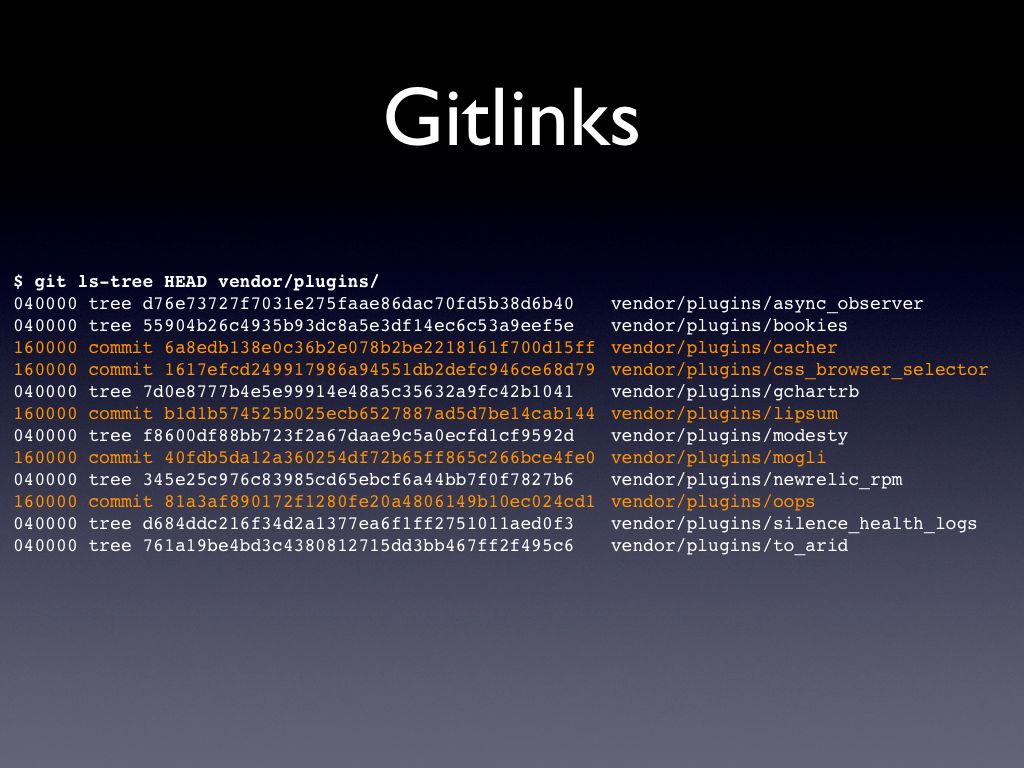 Gitlinks
$ git ls-tree HEAD vendor/plugins/
040000 tree d76e73727f7031e275faae86dac70fd5b38d6b40 vendor/plugins/async_observer
040000 tree 55904b26c4935b93dc8a5e3df14ec6c53a9eef5e vendor/plugins/bookies
160000 commit 6a8edb138e0c36b2e078b2be2218161f700d15ff vendor/plugins/cacher
160000 commit 1617efcd249917986a94551db2defc946ce68d79 vendor/plugins/css_browser_selector
040000 tree 7d0e8777b4e5e99914e48a5c35632a9fc42b1041 vendor/plugins/gchartrb
160000 commit b1d1b574525b025ecb6527887ad5d7be14cab144 vendor/plugins/lipsum
040000 tree f8600df88bb723f2a67daae9c5a0ecfd1cf9592d vendor/plugins/modesty
160000 commit 40fdb5da12a360254df72b65ff865c266bce4fe0 vendor/plugins/mogli
040000 tree 345e25c976c83985cd65ebcf6a44bb7f0f7827b6 vendor/plugins/newrelic_rpm
160000 commit 81a3af890172f1280fe20a4806149b10ec024cd1 vendor/plugins/oops
040000 tree d684ddc216f34d2a1377ea6f1ff2751011aed0f3 vendor/plugins/silence_health_logs
040000 tree 761a19be4bd3c4380812715dd3bb467ff2f495c6 vendor/plugins/to_arid